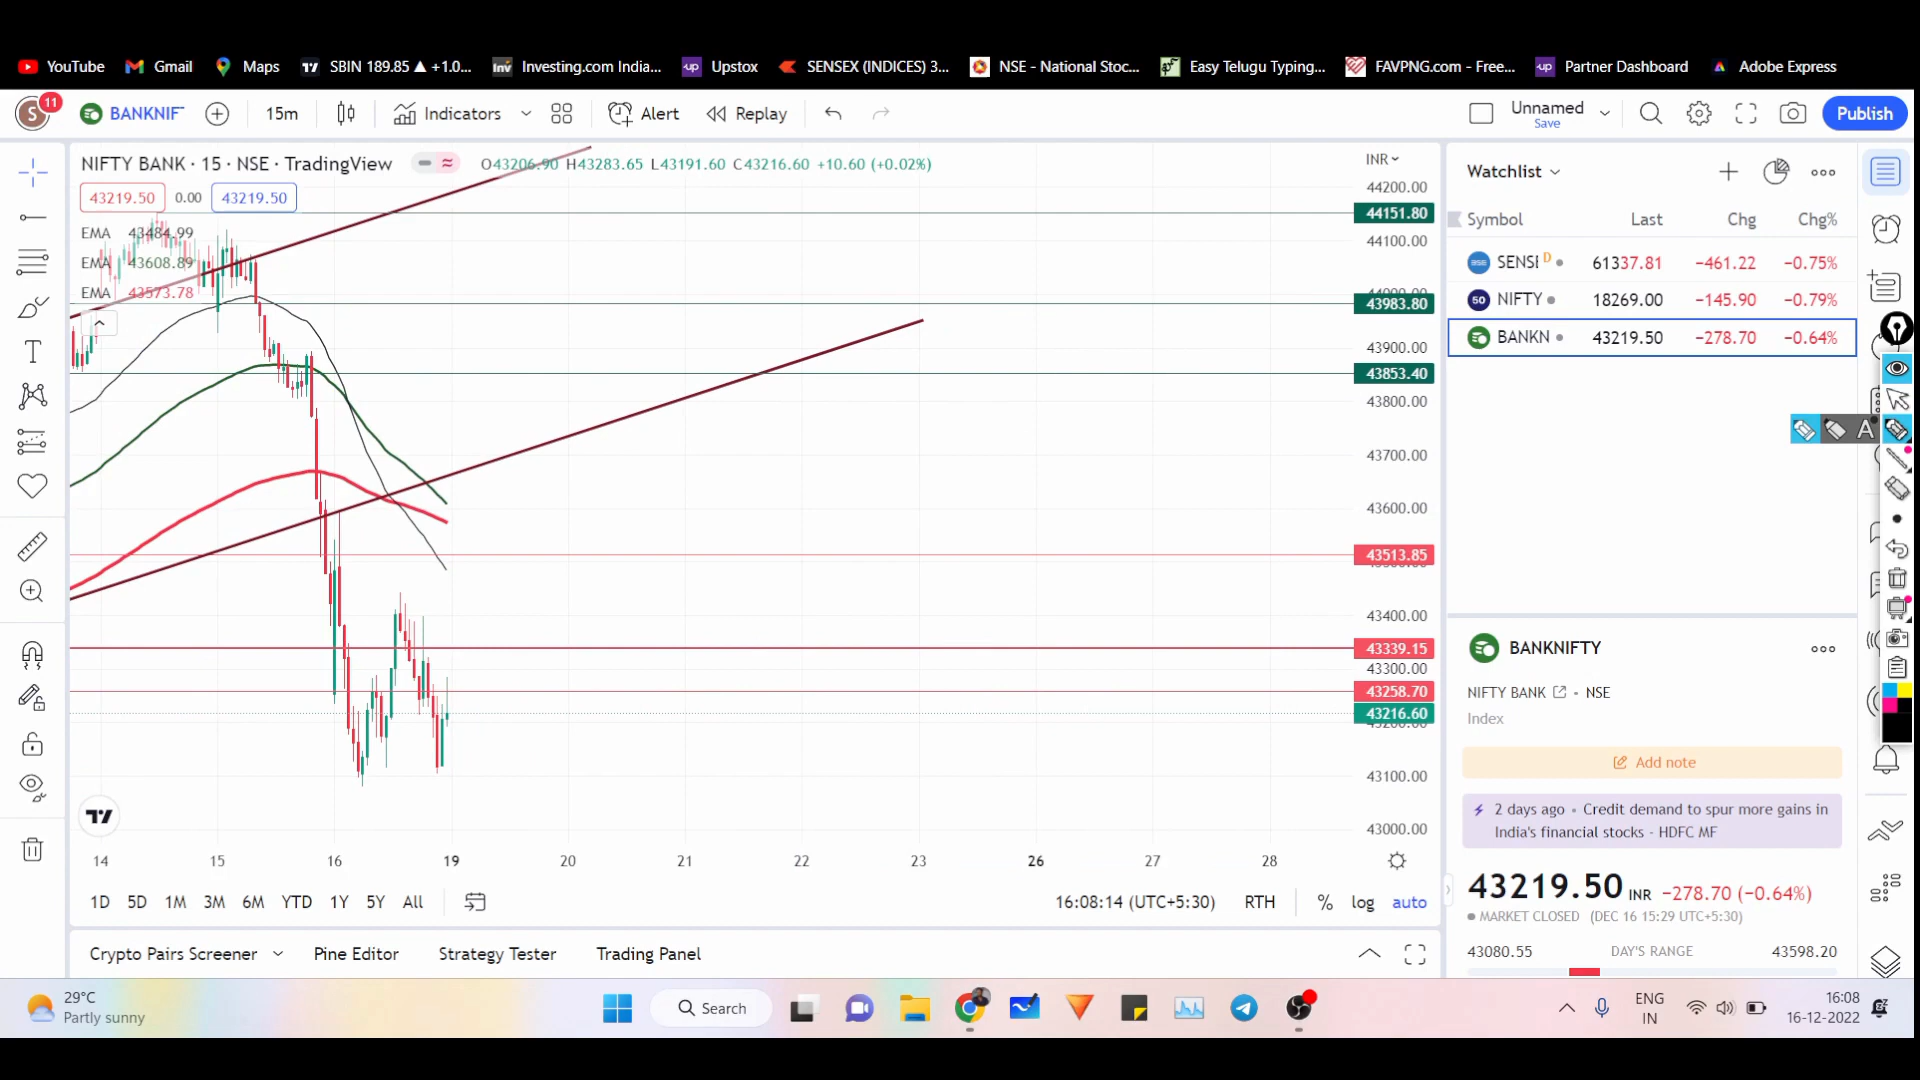 YouTube Gmail Maps SBIN 189.85 ▲ +1.0... Investing.com India... Upstox SENSEX (INDICES) 3... NSE - National Stoc... Easy Telugu Typing... FAVPNG.com - Free... Partner Dashboard Adobe Express
S 11 BANKNIF 15m Indicators Alert Replay Unnamed Save Publish
NIFTY BANK · 15 · NSE · TradingView O43206.90 H43283.65 L43191.60 C43216.60 +10.60 (+0.02%)
43219.50 0.00 43219.50
EMA 43484.99
EMA 43608.89
EMA 43573.78
INR
44200.00
44151.80
44100.00
43983.80
43900.00
43853.40
43800.00
43700.00
43600.00
43513.85
43400.00
43339.15
43300.00
43258.70
43216.60
43100.00
43000.00
14 15 16 19 20 21 22 23 26 27 28
1D 5D 1M 3M 6M YTD 1Y 5Y All 16:08:14 (UTC+5:30) RTH % log auto
Crypto Pairs Screener Pine Editor Strategy Tester Trading Panel
Watchlist
Symbol Last Chg Chg%
SENSI D 61337.81 −461.22 −0.75%
50 NIFTY 18269.00 −145.90 −0.79%
BANKN 43219.50 −278.70 −0.64%
A
BANKNIFTY
NIFTY BANK • NSE
Index
Add note
2 days ago • Credit demand to spur more gains in
India's financial stocks - HDFC MF
43219.50 INR −278.70 (−0.64%)
MARKET CLOSED (DEC 16 15:29 UTC+5:30)
43080.55 DAY'S RANGE 43598.20
29°C
Partly sunny
Search
ENG
IN
16:08
16-12-2022